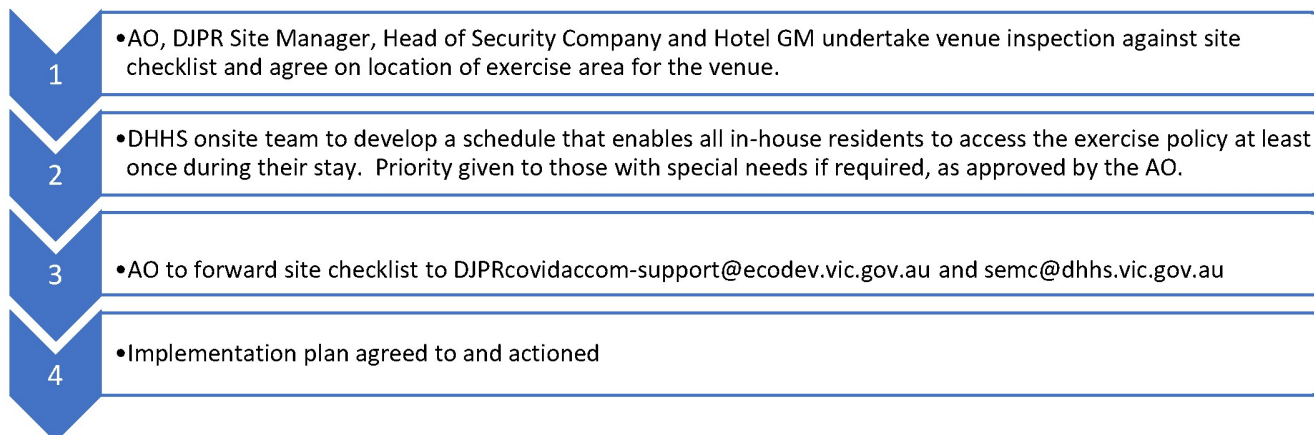 1
•AO, DJPR Site Manager, Head of Security Company and Hotel GM undertake venue inspection against site
checklist and agree on location of exercise area for the venue.
2
•DHHS onsite team to develop a schedule that enables all in-house residents to access the exercise policy at least
once during their stay.  Priority given to those with special needs if required, as approved by the AO.
3
•AO to forward site checklist to DJPRcovidaccom-support@ecodev.vic.gov.au and semc@dhhs.vic.gov.au
4
•Implementation plan agreed to and actioned